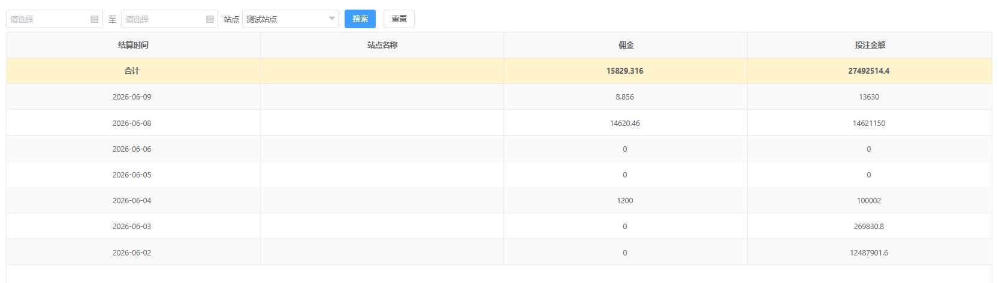 请选择 至 请选择 站点 测试站点 搜索 重置
结算时间 站点名称 佣金 投注金额
合计 15829.316 27492514.4
2026-06-09 8.856 13630
2026-06-08 14620.46 14621150
2026-06-06 0 0
2026-06-05 0 0
2026-06-04 1200 100002
2026-06-03 0 269830.8
2026-06-02 0 12487901.6